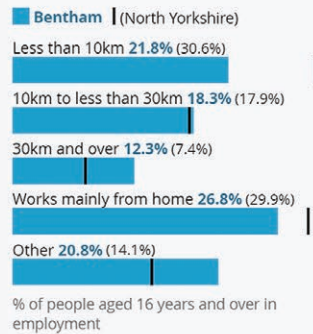 Bentham (North Yorkshire)
Less than 10km 21.8% (30.6%)
10km to less than 30km 18.3% (17.9%)
30km and over 12.3% (7.4%)
Works mainly from home 26.8% (29.9%)
Other 20.8% (14.1%)
% of people aged 16 years and over in
employment